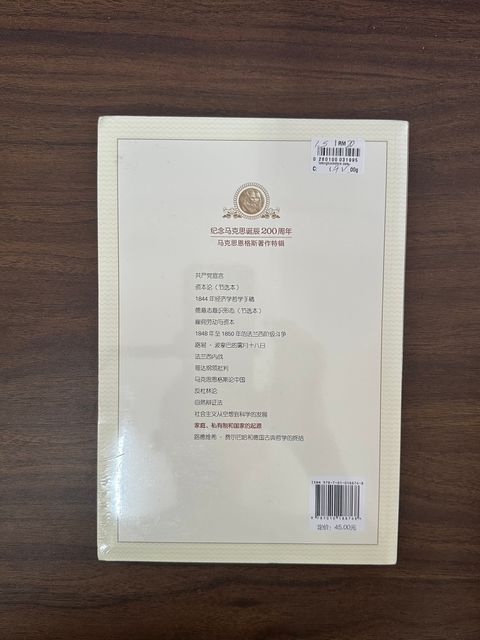 RM
0 280100 031995
纪念马克思诞辰200周年
马克思恩格斯著作特辑
共产党宣言
资本论（节选本）
1844年经济学哲学手稿
德意志意识形态（节选本）
雇佣劳动与资本
1848年至1850年的法兰西阶级斗争
路易·波拿巴的雾月十八日
法兰西内战
哥达纲领批判
马克思恩格斯论中国
反杜林论
自然辩证法
社会主义从空想到科学的发展
家庭、私有制和国家的起源
路德维希·费尔巴哈和德国古典哲学的终结
定价：45.00元